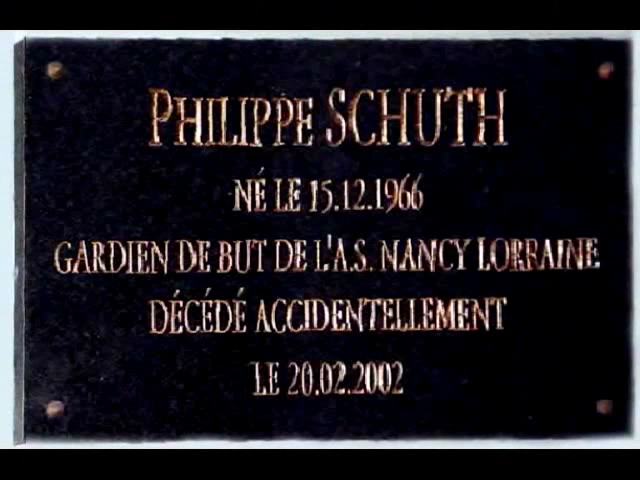 PHILIPPE SCHUTH
NÉ LE 15.12.1966
GARDIEN DE BUT DE L'A.S. NANCY LORRAINE
DÉCÉDÉ ACCIDENTELLEMENT
LE 20.02.2002